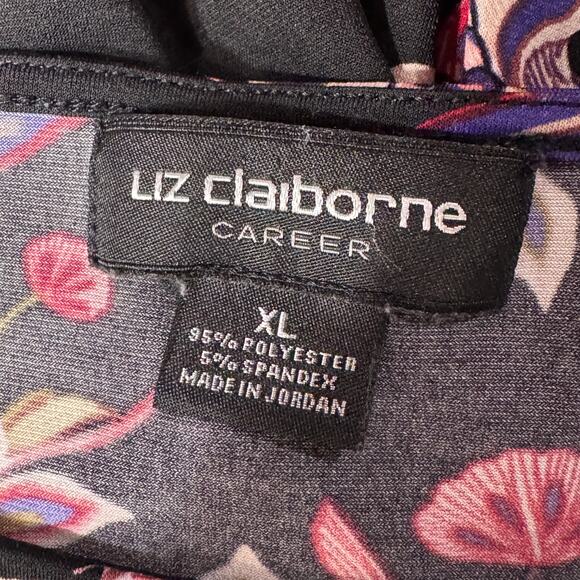 Liz claiborne
CAREER
XL
95% POLYESTER
5% SPANDEX
MADE IN JORDAN